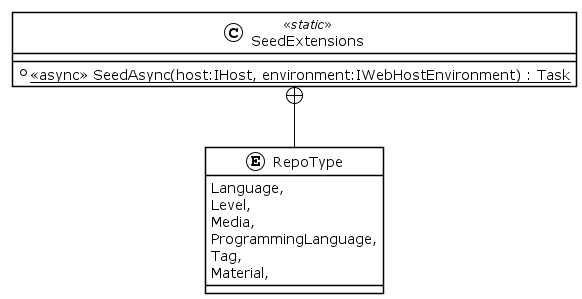 C «static»
SeedExtensions
«async» SeedAsync(host:IHost, environment:IWebHostEnvironment) : Task
E RepoType
Language,
Level,
Media,
ProgrammingLanguage,
Tag,
Material,